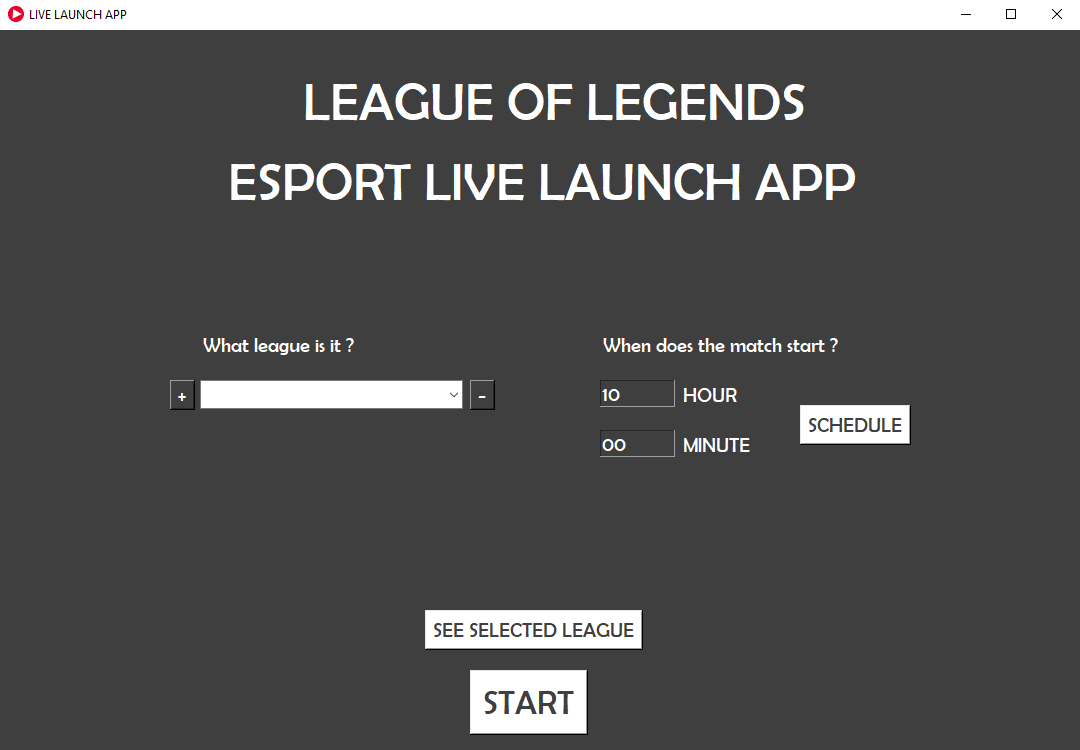 LIVE LAUNCH APP
LEAGUE OF LEGENDS
ESPORT LIVE LAUNCH APP
What league is it ?
+
-
When does the match start ?
10 HOUR
00 MINUTE
SCHEDULE
SEE SELECTED LEAGUE
START